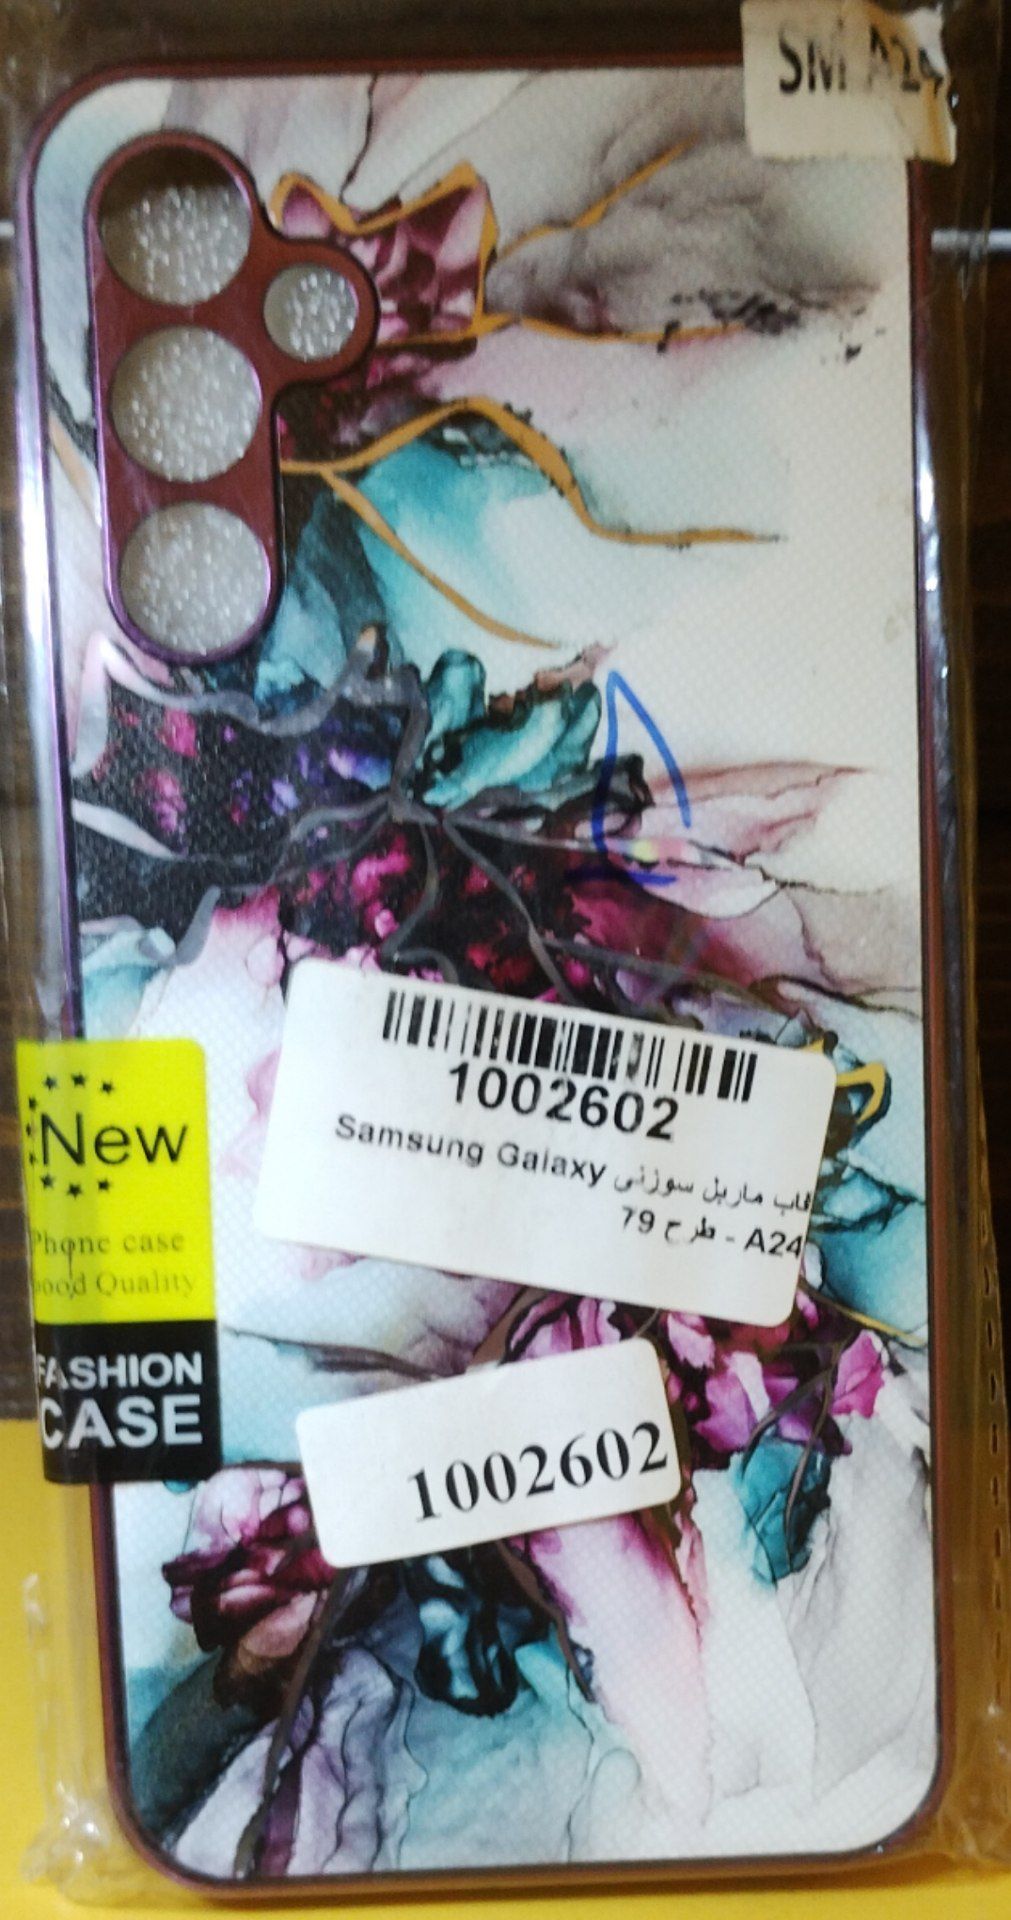 SM A24
1002602
قاب ماربل سوزنی Samsung Galaxy
A24 - طرح 79
New
Phone case
Good Quality
FASHION
CASE
1002602